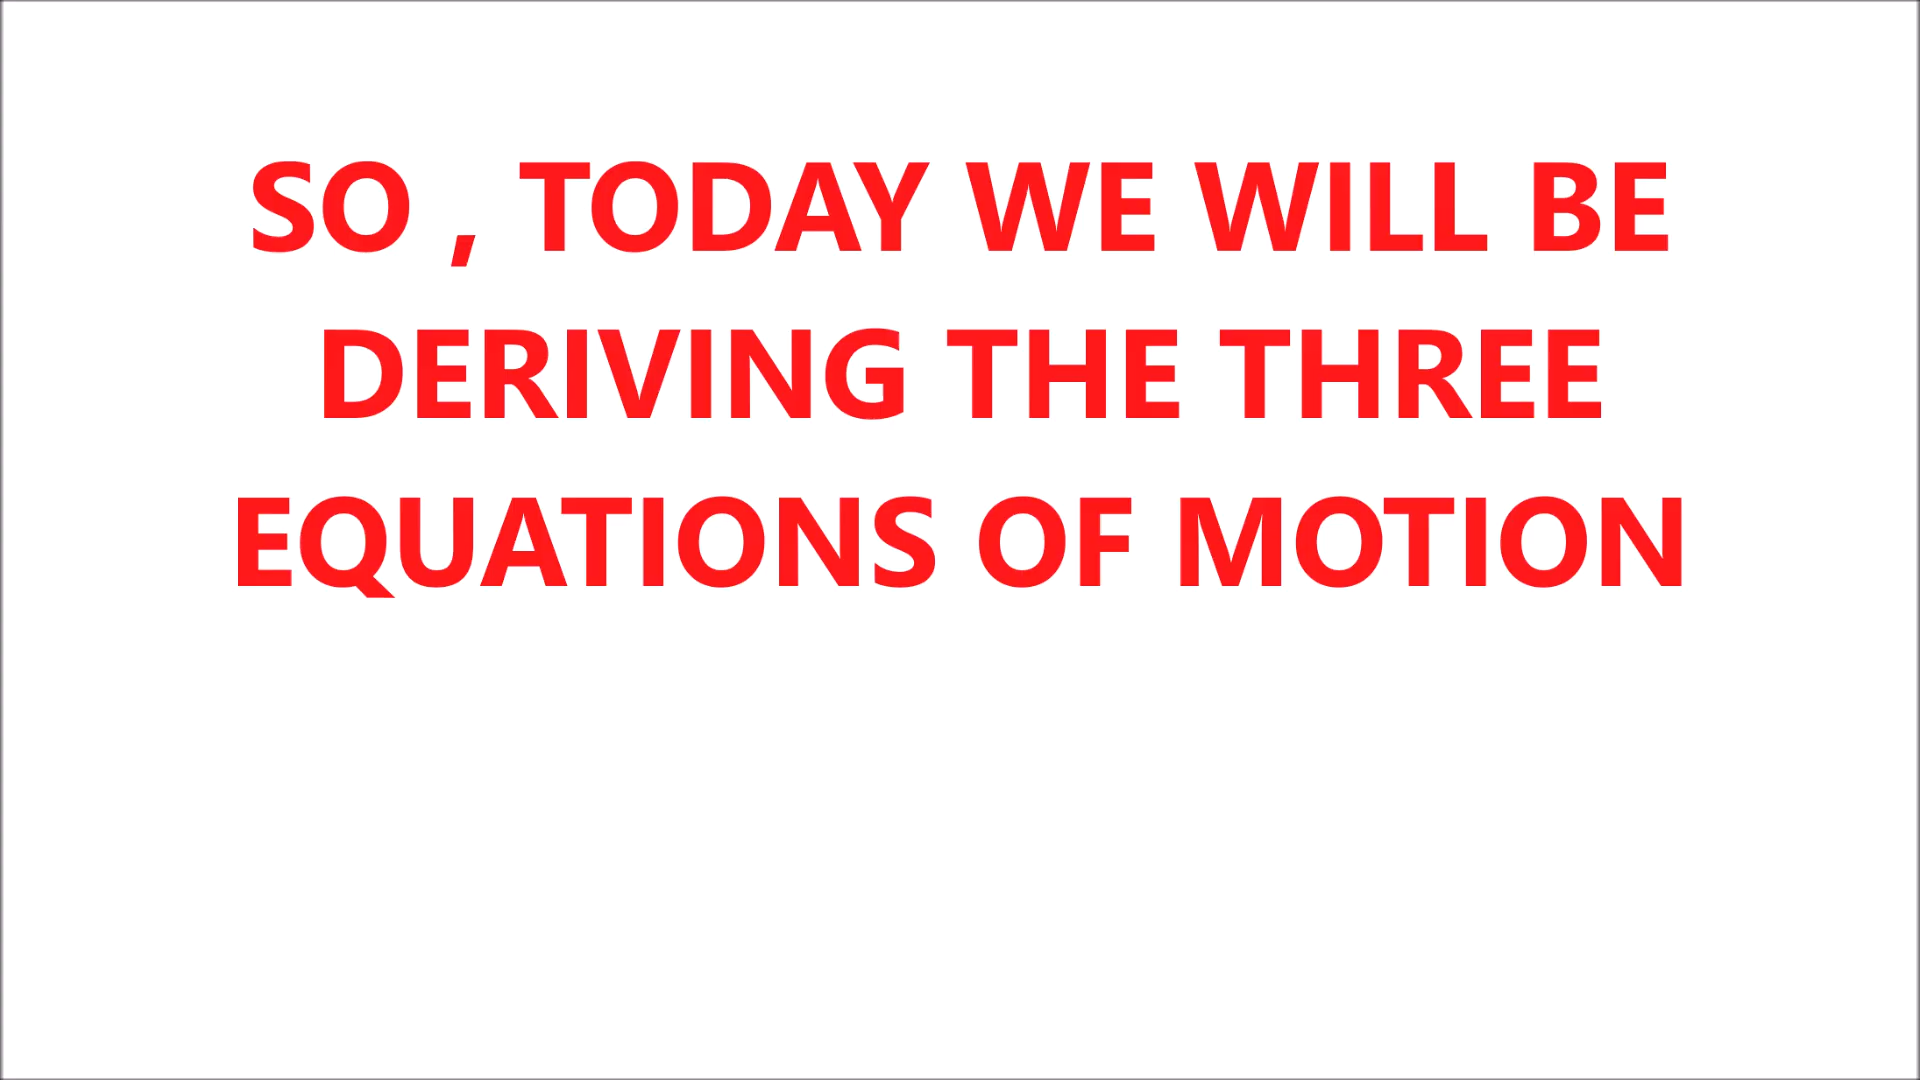 SO , TODAY WE WILL BE
DERIVING THE THREE
EQUATIONS OF MOTION